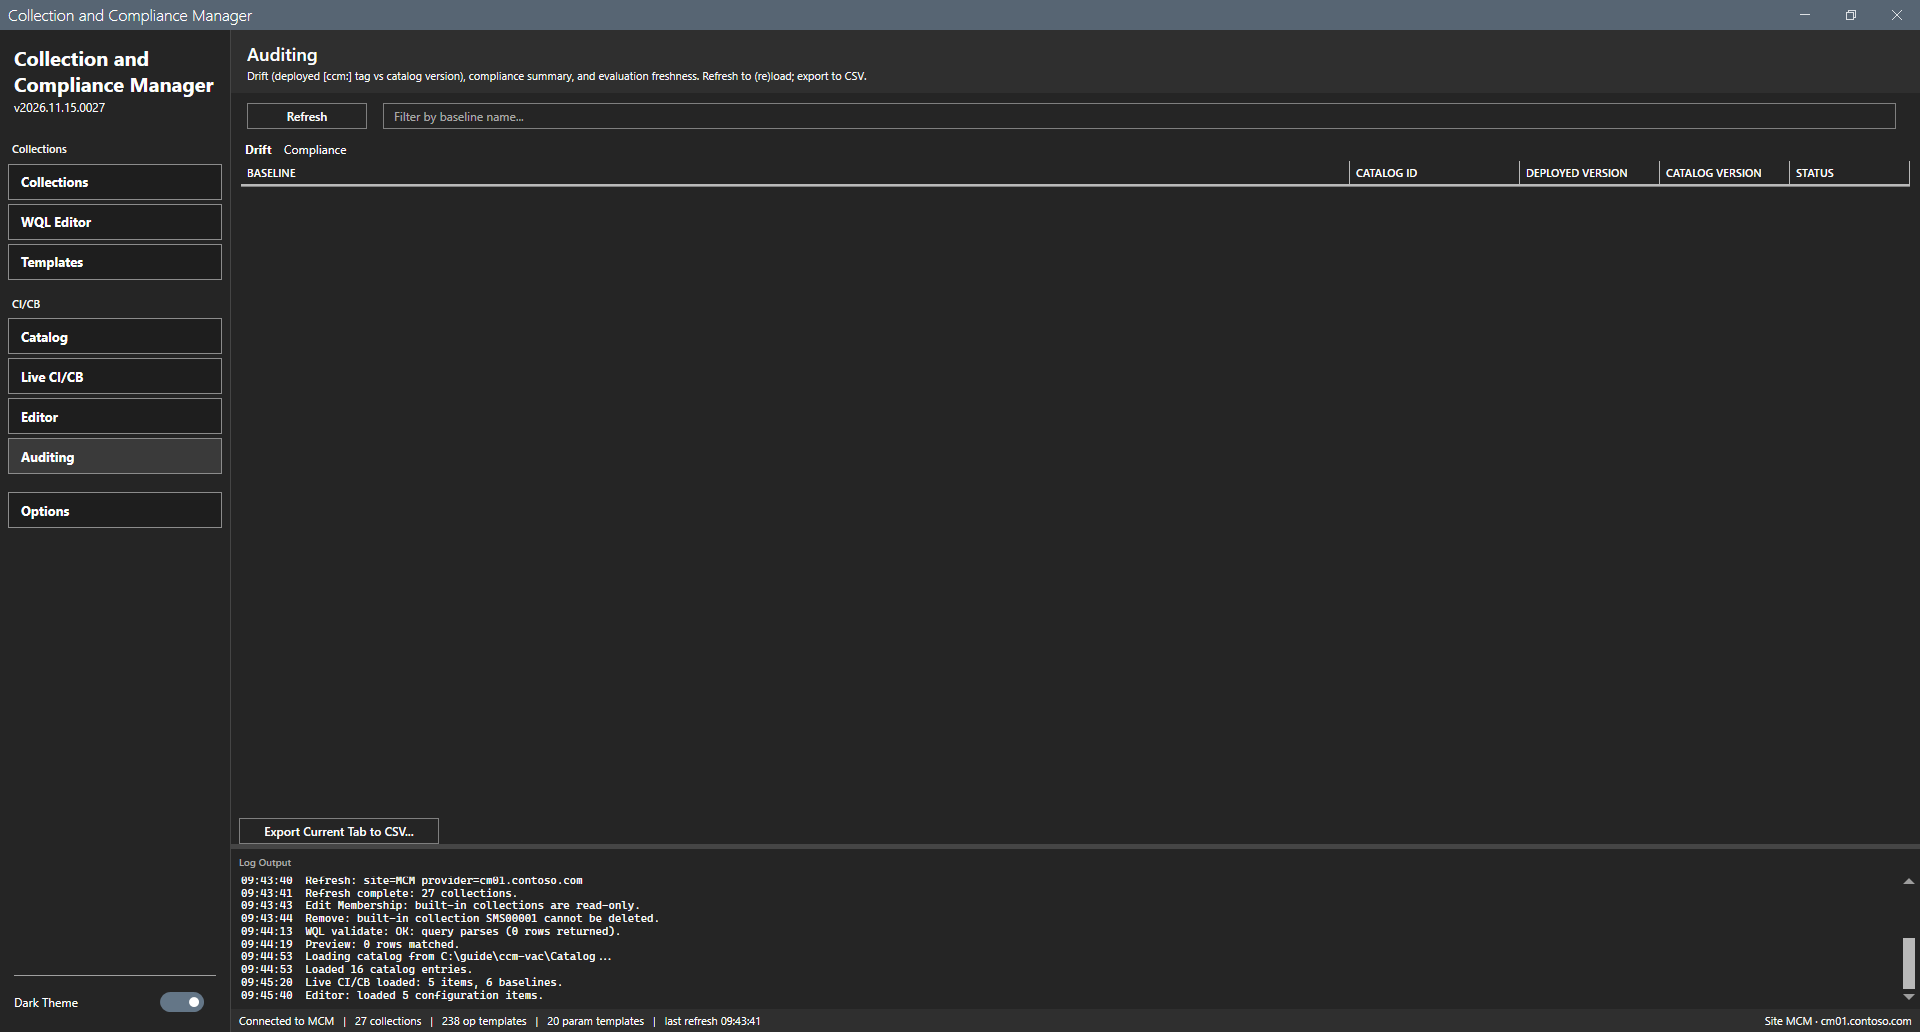 Collection and Compliance Manager
Collection and
Compliance Manager
v2026.11.15.0027
Collections
Collections
WQL Editor
Templates
CI/CB
Catalog
Live CI/CB
Editor
Auditing
Options
Dark Theme
Auditing
Drift (deployed [ccm:] tag vs catalog version), compliance summary, and evaluation freshness. Refresh to (re)load; export to CSV.
Refresh
Filter by baseline name...
Drift Compliance
BASELINE CATALOG ID DEPLOYED VERSION CATALOG VERSION STATUS
Export Current Tab to CSV...
Log Output
09:43:40 Refresh: site=MCM provider=cm01.contoso.com
09:43:41 Refresh complete: 27 collections.
09:43:43 Edit Membership: built-in collections are read-only.
09:43:44 Remove: built-in collection SMS00001 cannot be deleted.
09:44:13 WQL validate: OK: query parses (0 rows returned).
09:44:19 Preview: 0 rows matched.
09:44:53 Loading catalog from C:\guide\ccm-vac\Catalog...
09:44:53 Loaded 16 catalog entries.
09:45:20 Live CI/CB loaded: 5 items, 6 baselines.
09:45:40 Editor: loaded 5 configuration items.
Connected to MCM | 27 collections | 238 op templates | 20 param templates | last refresh 09:43:41
Site MCM · cm01.contoso.com